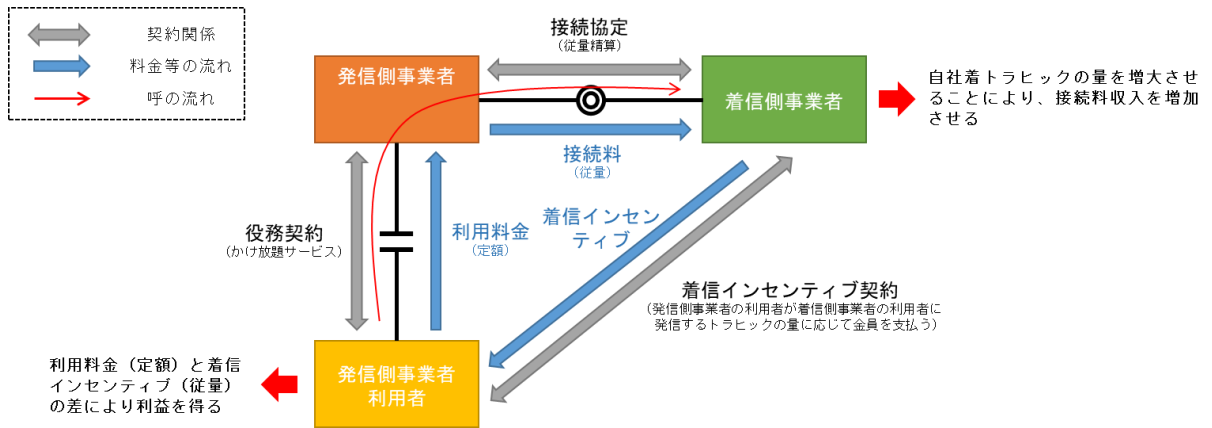 契約関係
料金等の流れ
呼の流れ
接続協定
（従量精算）
発信側事業者
着信側事業者
自社着トラヒックの量を増大させ
ることにより、接続料収入を増加
させる
接続料
（従量）
役務契約
（かけ放題サービス）
利用料金
（定額）
着信インセン
ティブ
着信インセンティブ契約
（発信側事業者の利用者が着信側事業者の利用者に
発信するトラヒックの量に応じて金員を支払う）
発信側事業者
利用者
利用料金（定額）と着信
インセンティブ（従量）
の差により利益を得る